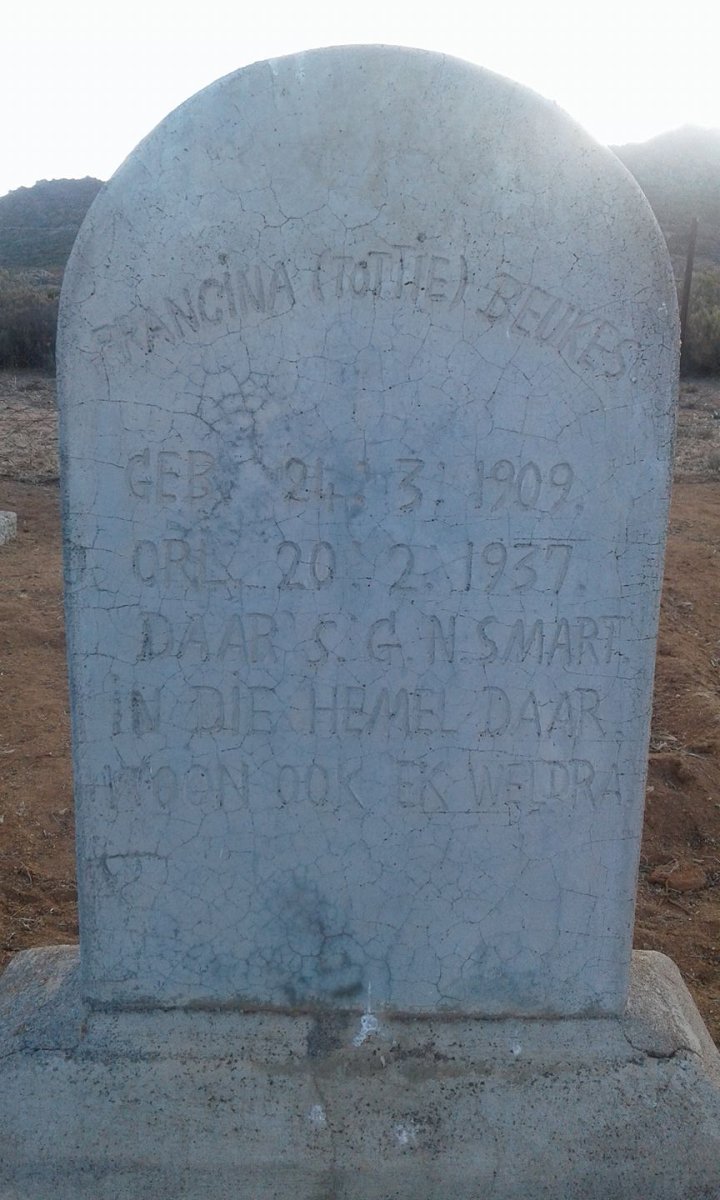 FRANCINA (TOTTIE) BEUKES.
GEB. 24. 3. 1909.
ORL. 20. 2. 1937.
DAAR'S. G. N. SMART.
IN DIE HEMEL DAAR.
WOON OOK EK WELDRA.